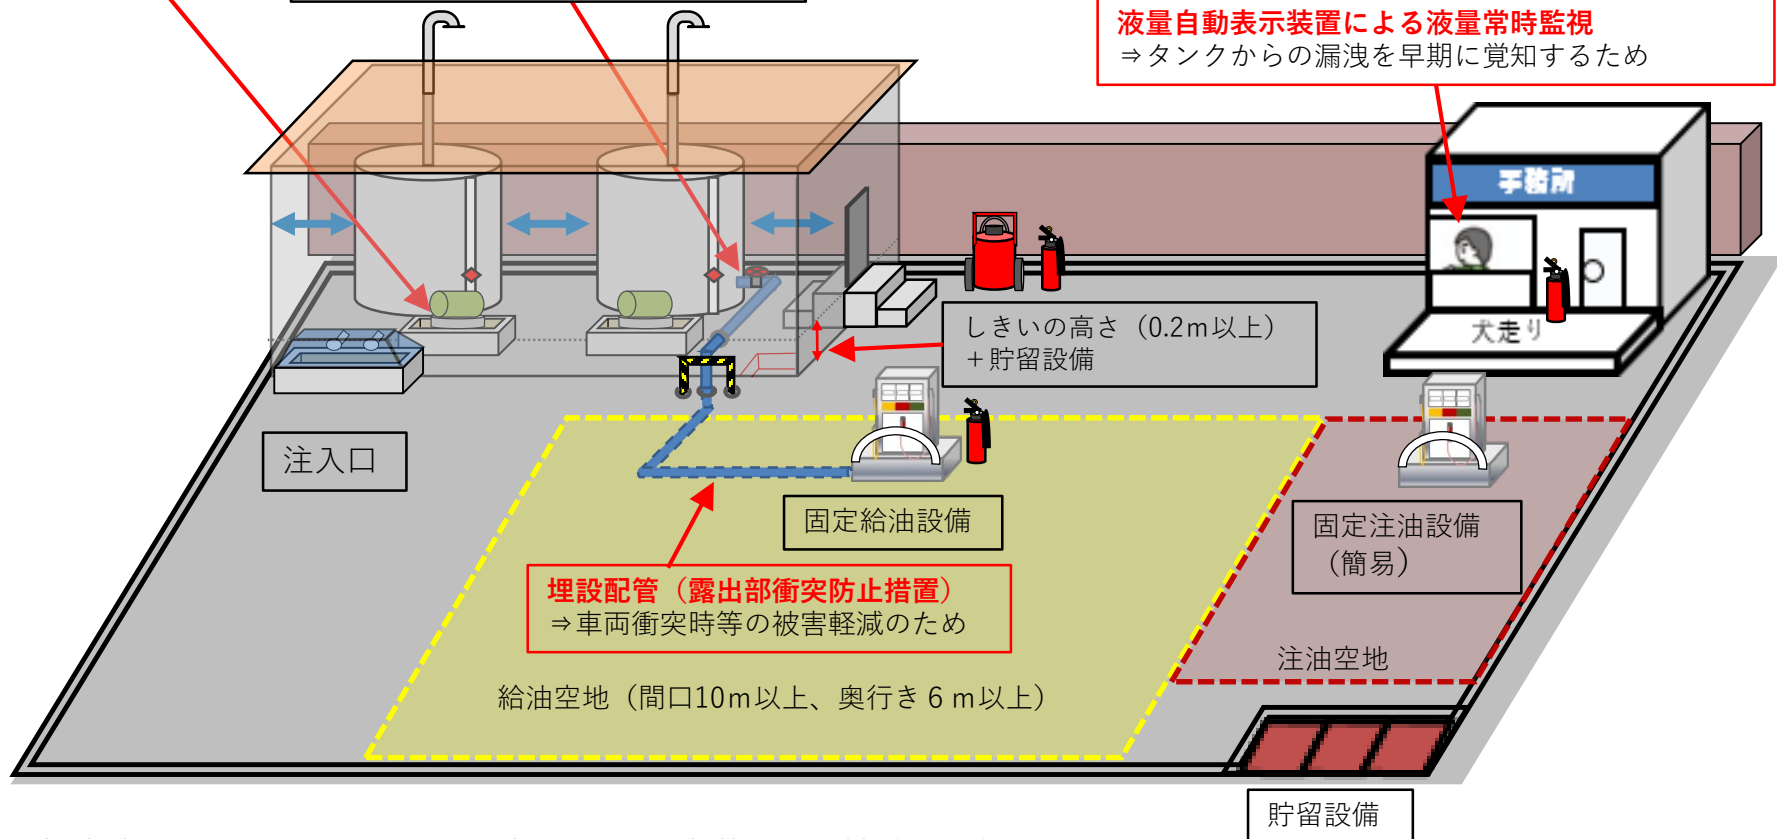 液量自動表示装置による液量常時監視
⇒タンクからの漏洩を早期に覚知するため
事務所
犬走り
しきいの高さ（0.2ｍ以上）
＋貯留設備
注入口
固定給油設備
固定注油設備
（簡易）
埋設配管（露出部衝突防止措置）
⇒車両衝突時等の被害軽減のため
注油空地
給油空地（間口10ｍ以上、奥行き６ｍ以上）
貯留設備